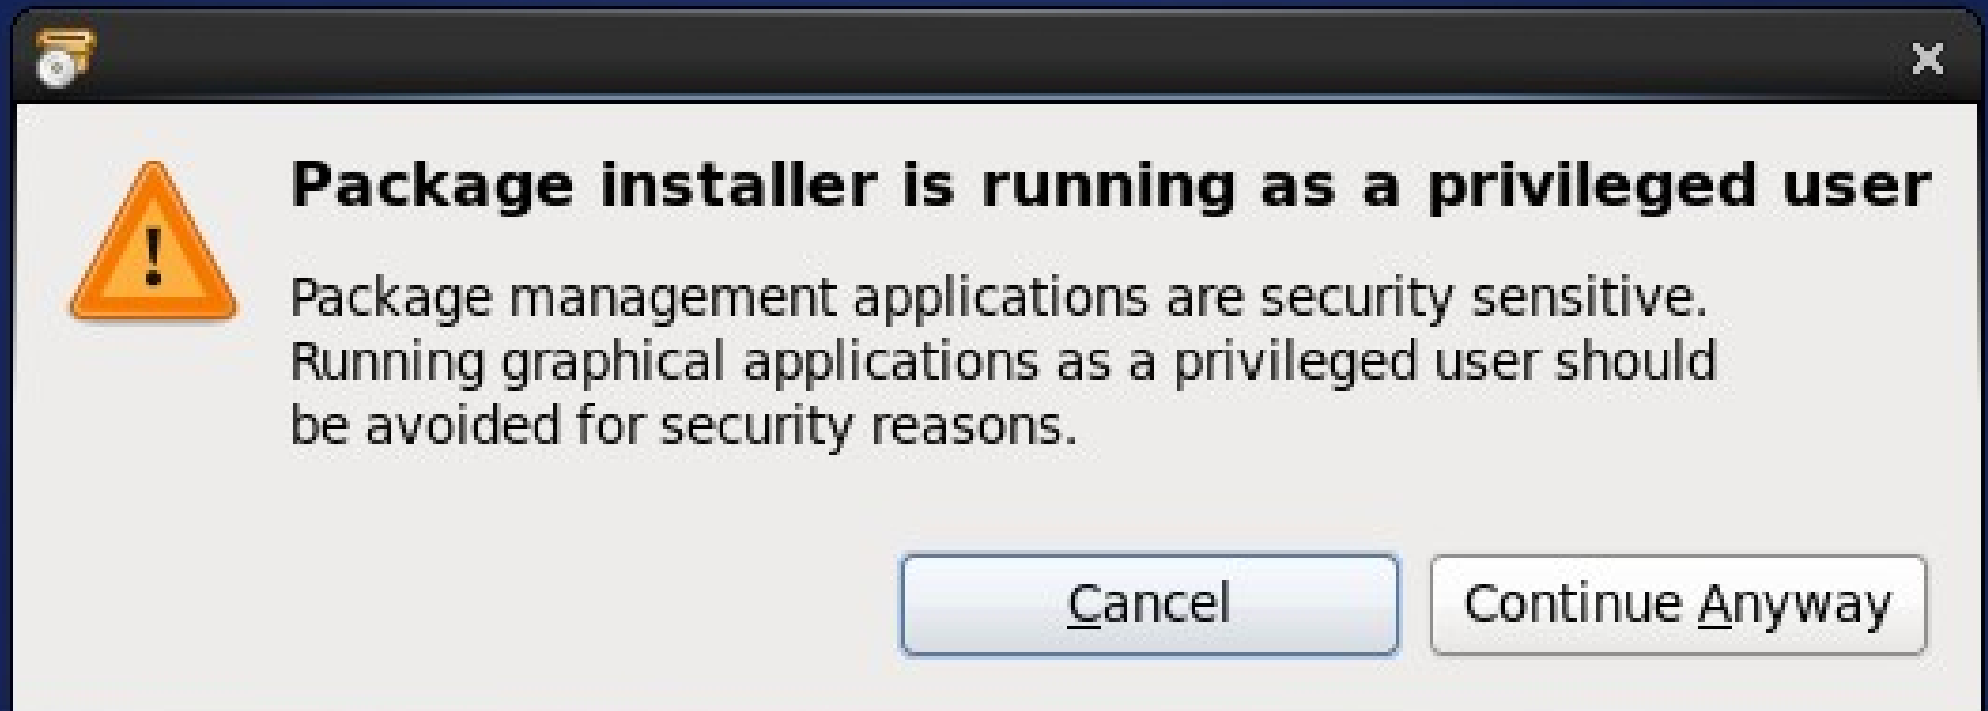 Package installer is running as a privileged user
Package management applications are security sensitive.
Running graphical applications as a privileged user should
be avoided for security reasons.
Cancel
Continue Anyway